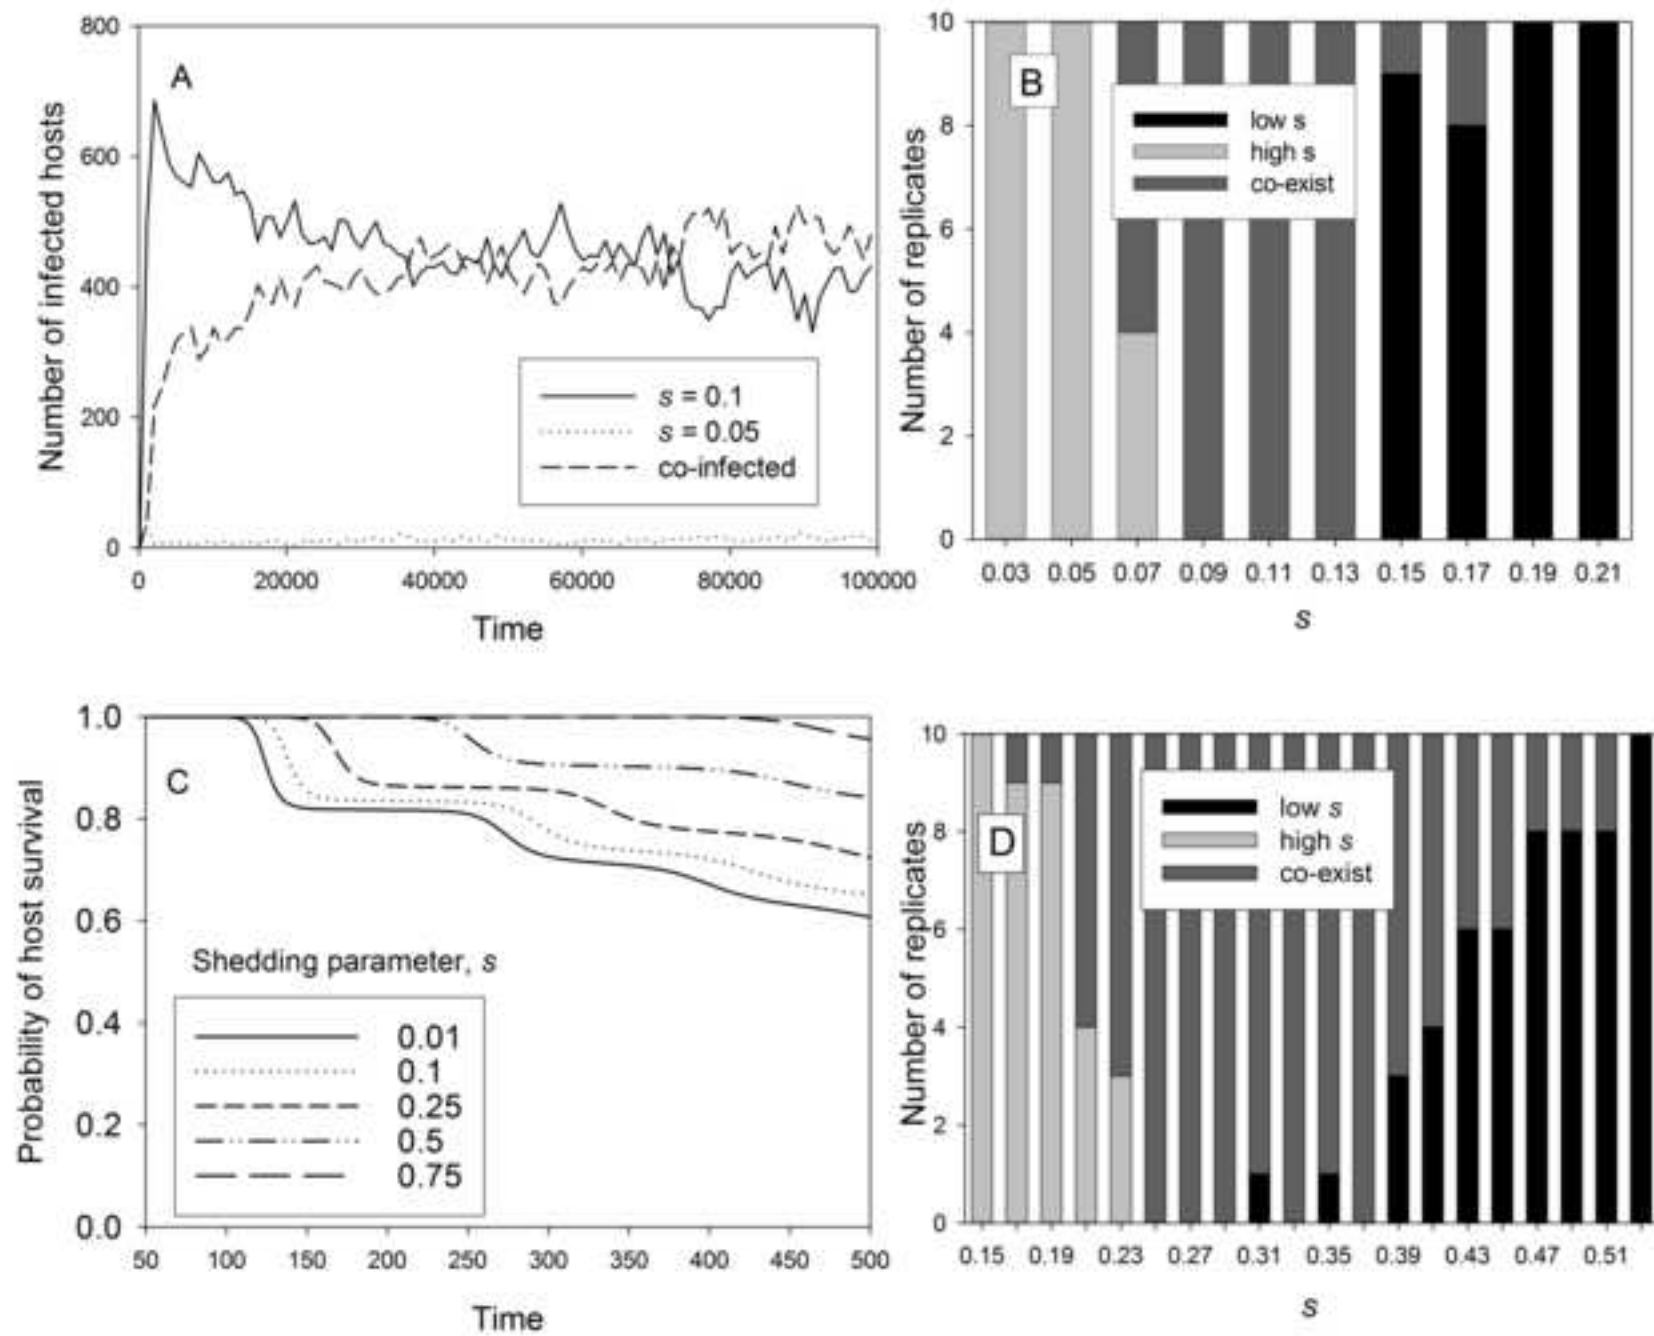 A
800
600
400
200
0
Number of infected hosts
s = 0.1
s = 0.05
co-infected
0 20000 40000 60000 80000 100000
Time
B
10
8
6
4
2
0
Number of replicates
low s
high s
co-exist
0.03 0.05 0.07 0.09 0.11 0.13 0.15 0.17 0.19 0.21
s
C
1.0
0.8
0.6
0.4
0.2
0.0
Probability of host survival
Shedding parameter, s
0.01
0.1
0.25
0.5
0.75
50 100 150 200 250 300 350 400 450 500
Time
D
10
8
6
4
2
0
Number of replicates
low s
high s
co-exist
0.15 0.19 0.23 0.27 0.31 0.35 0.39 0.43 0.47 0.51
s